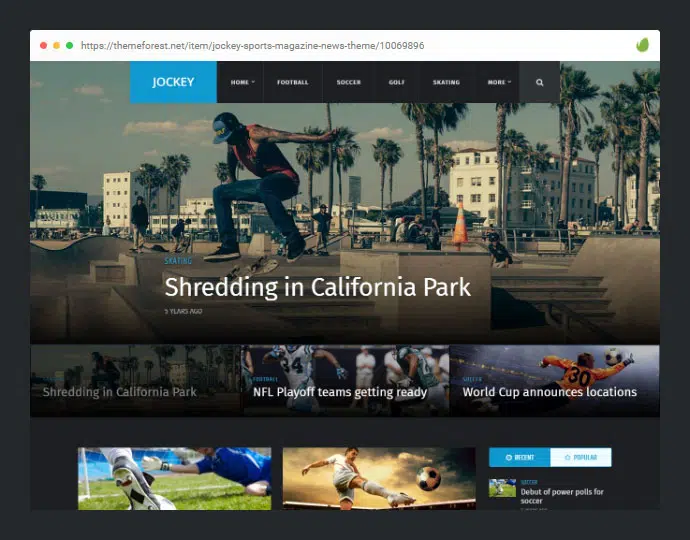 https://themeforest.net/item/jockey-sports-magazine-news-theme/10069896
JOCKEY
HOME
FOOTBALL
SOCCER
GOLF
SKATING
MORE
SKATING
Shredding in California Park
5 YEARS AGO
Shredding in California Park
FOOTBALL
NFL Playoff teams getting ready
SOCCER
World Cup announces locations
30
RECENT
POPULAR
SOCCER
Debut of power polls for
soccer